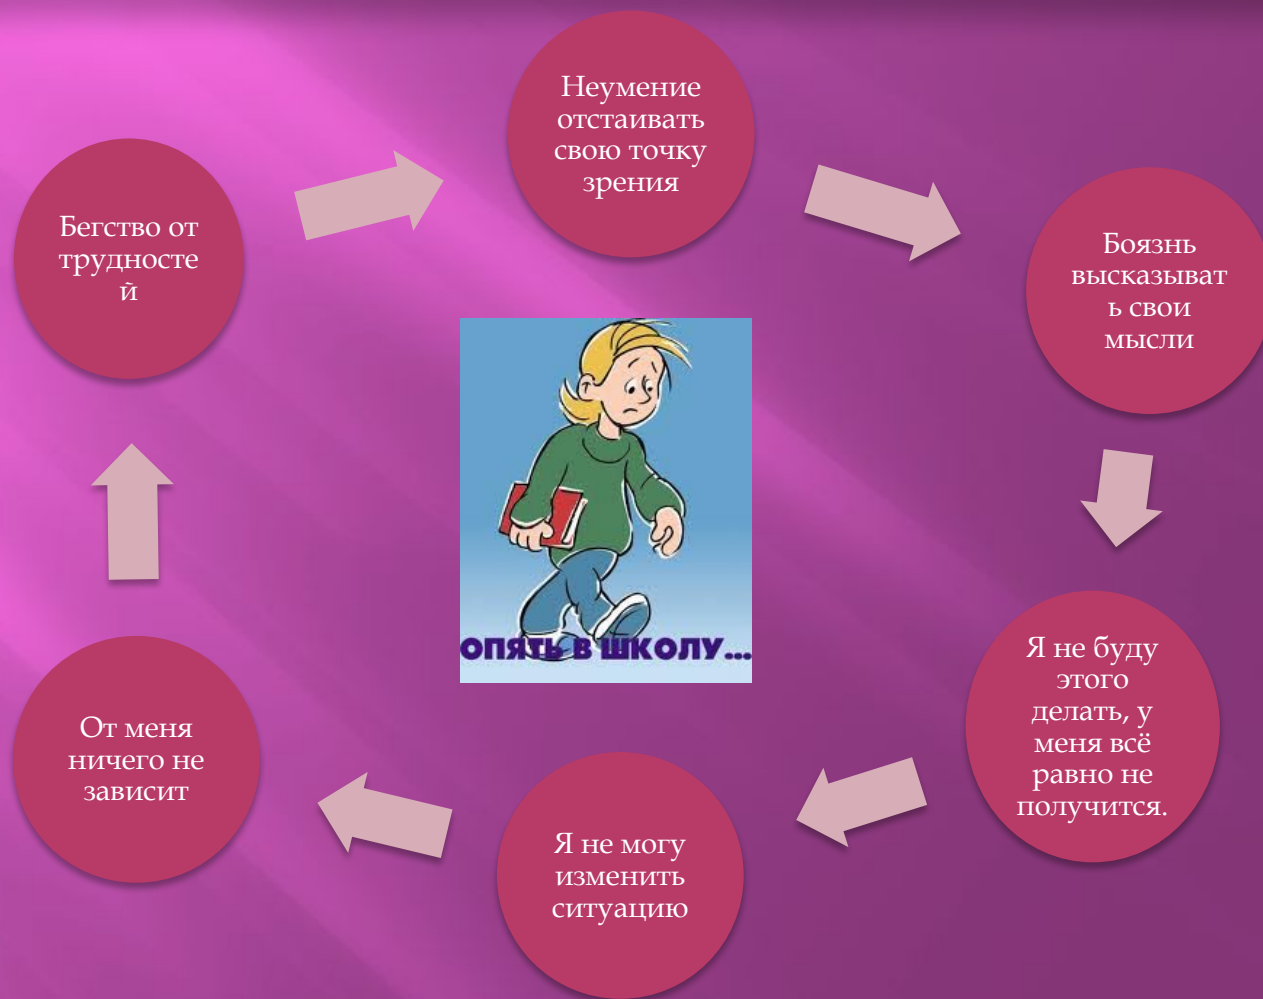 Неумение
отстаивать
свою точку
зрения
Боязнь
высказыват
ь свои
мысли
Я не буду
этого
делать, у
меня всё
равно не
получится.
Я не могу
изменить
ситуацию
От меня
ничего не
зависит
Бегство от
трудносте
й
ОПЯТЬ В ШКОЛУ...